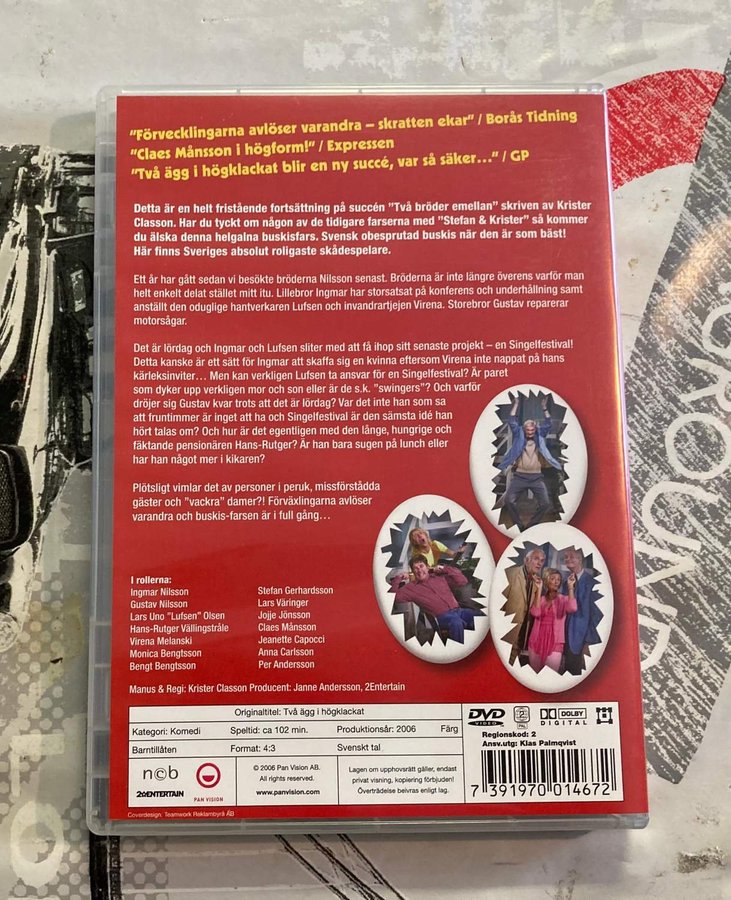 "Förvecklingarna avlöser varandra – skratten ekar" / Borås Tidning
"Claes Månsson i högform!" / Expressen
"Två ägg i högklackat blir en ny succé, var så säker…" / GP
Detta är en helt fristående fortsättning på succén "Två bröder emellan" skriven av Krister
Classon. Har du tyckt om någon av de tidigare farserna med "Stefan & Krister" så kommer
du älska denna helgalna buskisfars. Svensk obesprutad buskis när den är som bäst!
Här finns Sveriges absolut roligaste skådespelare.
Ett år har gått sedan vi besökte bröderna Nilsson senast. Bröderna är inte längre överens varför man
helt enkelt delat stället mitt itu. Lillebror Ingmar har storsatsat på konferens och underhållning samt
anställt den oduglige hantverkaren Lufsen och invandrartjejen Virena. Storebror Gustav reparerar
motorsågar.
Det är lördag och Ingmar och Lufsen sliter med att få ihop sitt senaste projekt – en Singelfestival!
Detta kanske är ett sätt för Ingmar att skaffa sig en kvinna eftersom Virena inte nappat på hans
kärleksinviter… Men kan verkligen Lufsen ta ansvar för en Singelfestival? Är paret
som dyker upp verkligen mor och son eller är de s.k. "swingers"? Och varför
dröjer sig Gustav kvar trots att det är lördag? Var det inte han som sa
att fruntimmer är inget att ha och Singelfestival är den sämsta idé han
hört talas om? Och hur är det egentligen med den långe, hungrige och
fäktande pensionären Hans-Rutger? Är han bara sugen på lunch eller
har han något mer i kikaren?
Plötsligt vimlar det av personer i peruk, missförstådda
gäster och "vackra" damer?! Förväxlingarna avlöser
varandra och buskis-farsen är i full gång…
I rollerna:
Ingmar Nilsson Stefan Gerhardsson
Gustav Nilsson Lars Väringer
Lars Uno "Lufsen" Olsen Jojje Jönsson
Hans-Rutger Vällingstråle Claes Månsson
Virena Melanski Jeanette Capocci
Monica Bengtsson Anna Carlsson
Bengt Bengtsson Per Andersson
Manus & Regi: Krister Classon Producent: Janne Andersson, 2Entertain
Originaltitel: Två ägg i högklackat
Kategori: Komedi Speltid: ca 102 min. Produktionsår: 2006 Färg
Barntillåten Format: 4:3 Svenskt tal
DVD VIDEO 2 PAL DOLBY DIGITAL
Regionskod: 2
Ansv.utg: Klas Palmqvist
ncb
2ENTERTAIN
PAN VISION
© 2006 Pan Vision AB.
All rights reserved.
www.panvision.com
Lagen om upphovsrätt gäller, endast
privat visning, kopiering förbjuden!
Överträdelse beivras enligt lag.
7 391970 014672
Coverdesign: Teamwork Reklambyrå AB
GROUND